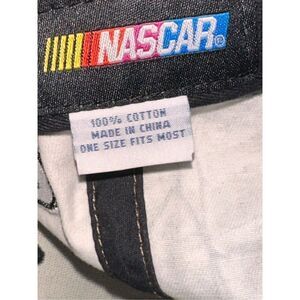 NASCAR
100% COTTON
MADE IN CHINA
ONE SIZE FITS MOST